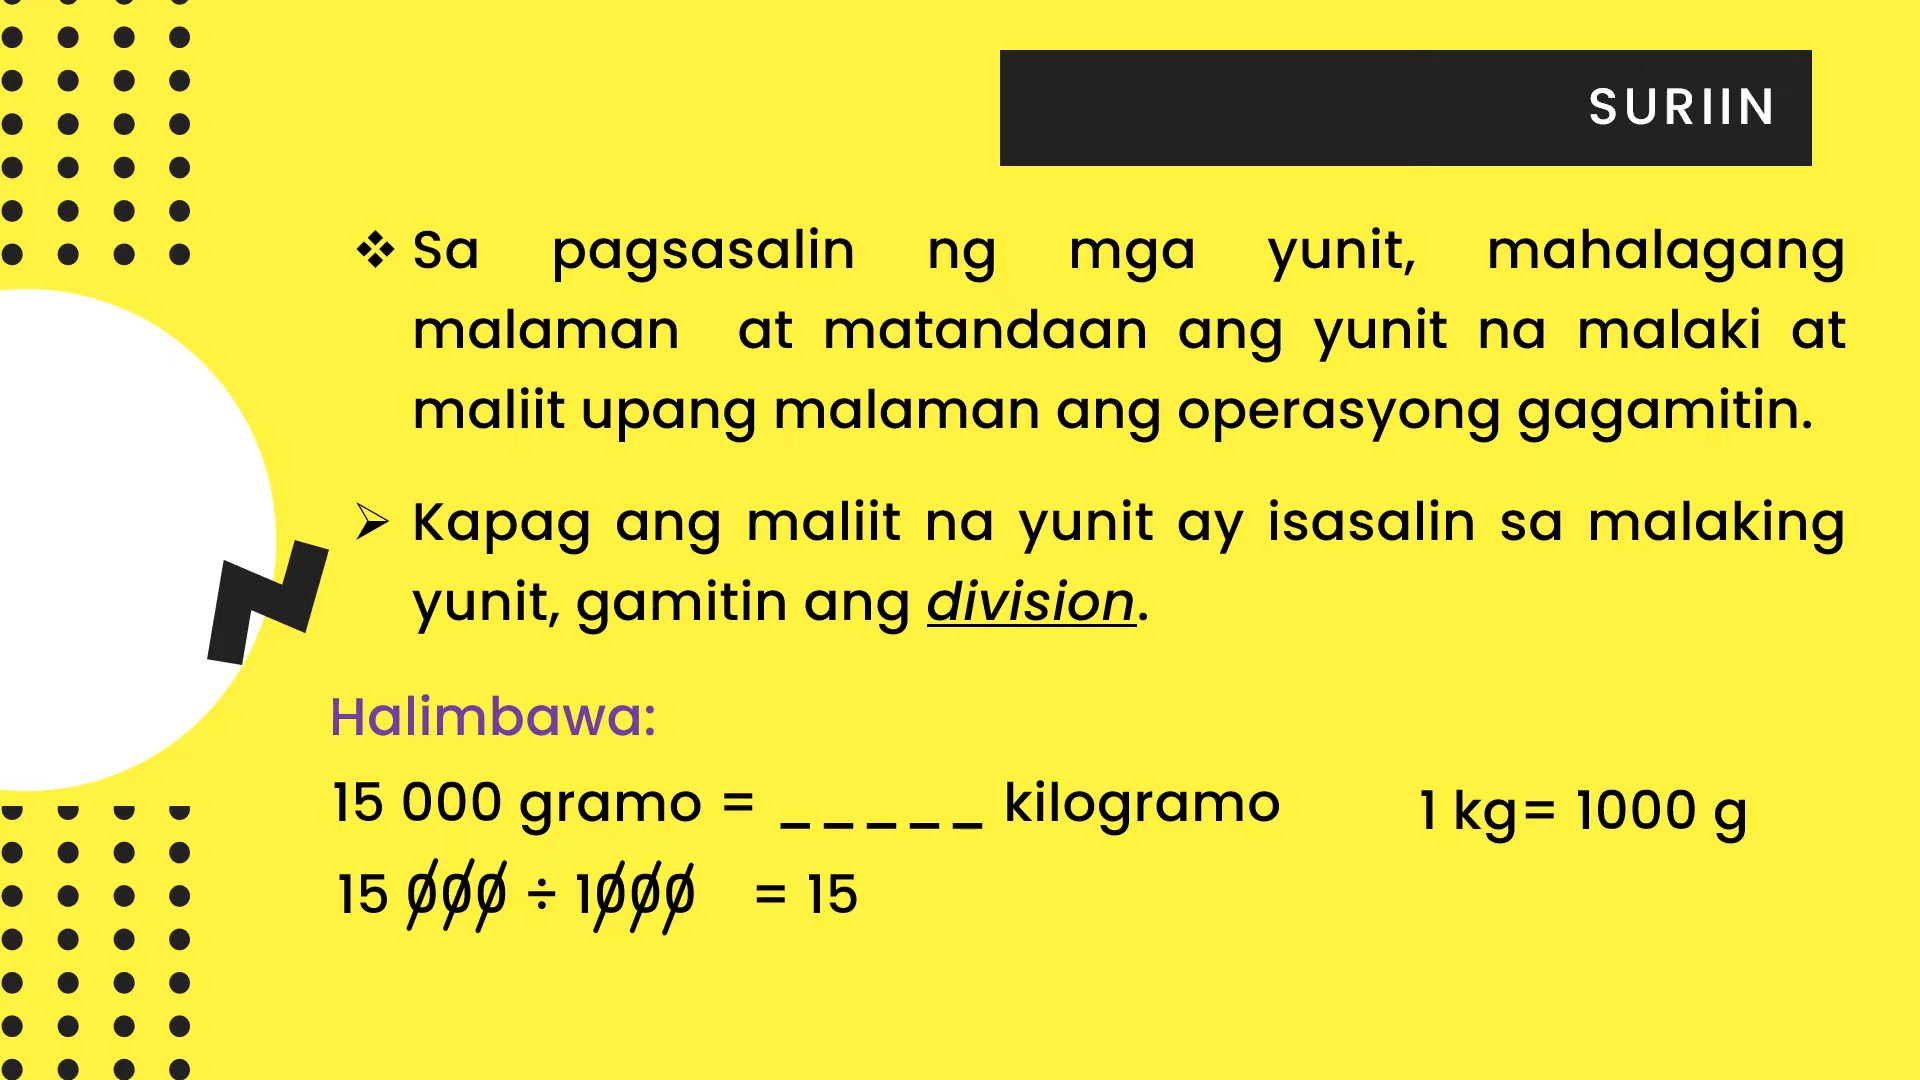 SURIIN
❖ Sa pagsasalin ng mga yunit, mahalagang
malaman at matandaan ang yunit na malaki at
maliit upang malaman ang operasyong gagamitin.
➢ Kapag ang maliit na yunit ay isasalin sa malaking
yunit, gamitin ang division.
Halimbawa:
15 000 gramo = _____ kilogramo 1 kg= 1000 g
15 000 ÷ 1000 = 15